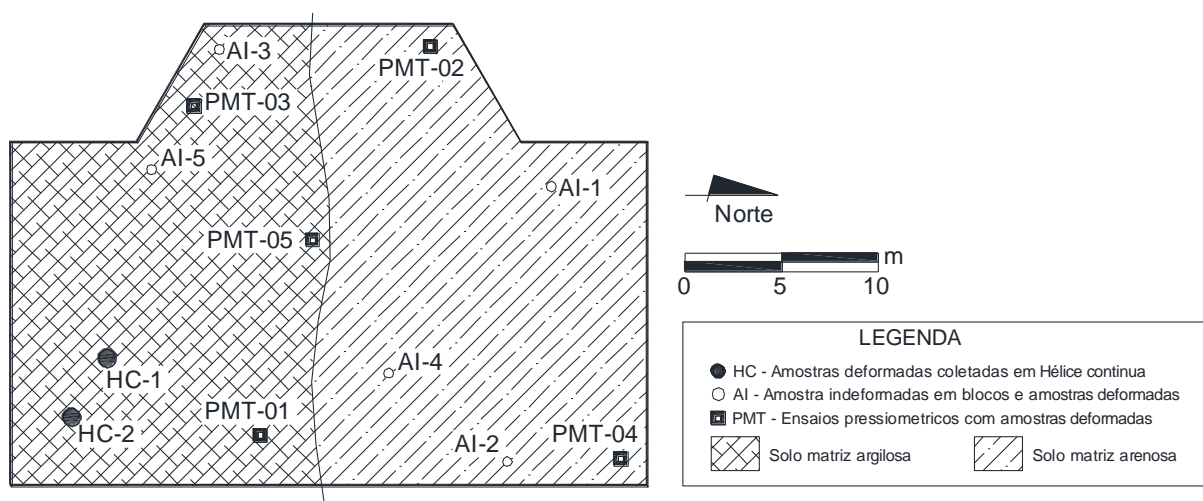 AI-3
PMT-02
PMT-03
AI-5
AI-1
Norte
PMT-05
m
0 5 10
LEGENDA
HC-1
AI-4
HC - Amostras deformadas coletadas em Hélice continua
AI - Amostra indeformadas em blocos e amostras deformadas
PMT-01
HC-2
PMT - Ensaios pressiometricos com amostras deformadas
AI-2
PMT-04
Solo matriz argilosa
Solo matriz arenosa